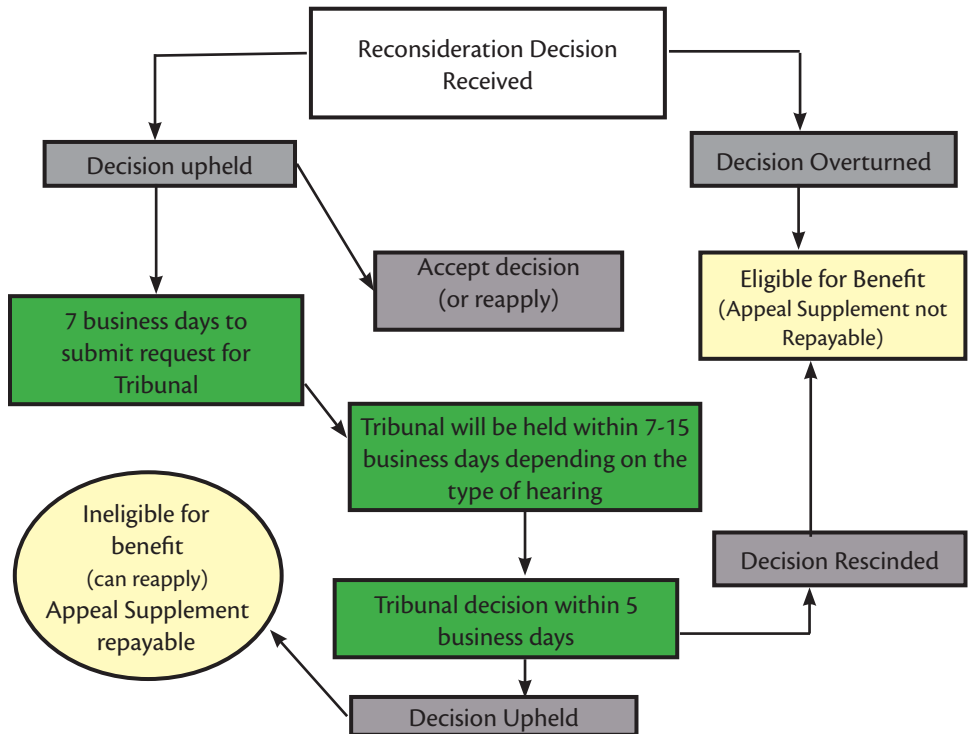 Reconsideration Decision
Received
Decision upheld
Decision Overturned
Accept decision
(or reapply)
Eligible for Benefit
(Appeal Supplement not
Repayable)
7 business days to
submit request for
Tribunal
Tribunal will be held within 7-15
business days depending on the
type of hearing
Ineligible for
benefit
(can reapply)
Appeal Supplement
repayable
Decision Rescinded
Tribunal decision within 5
business days
Decision Upheld